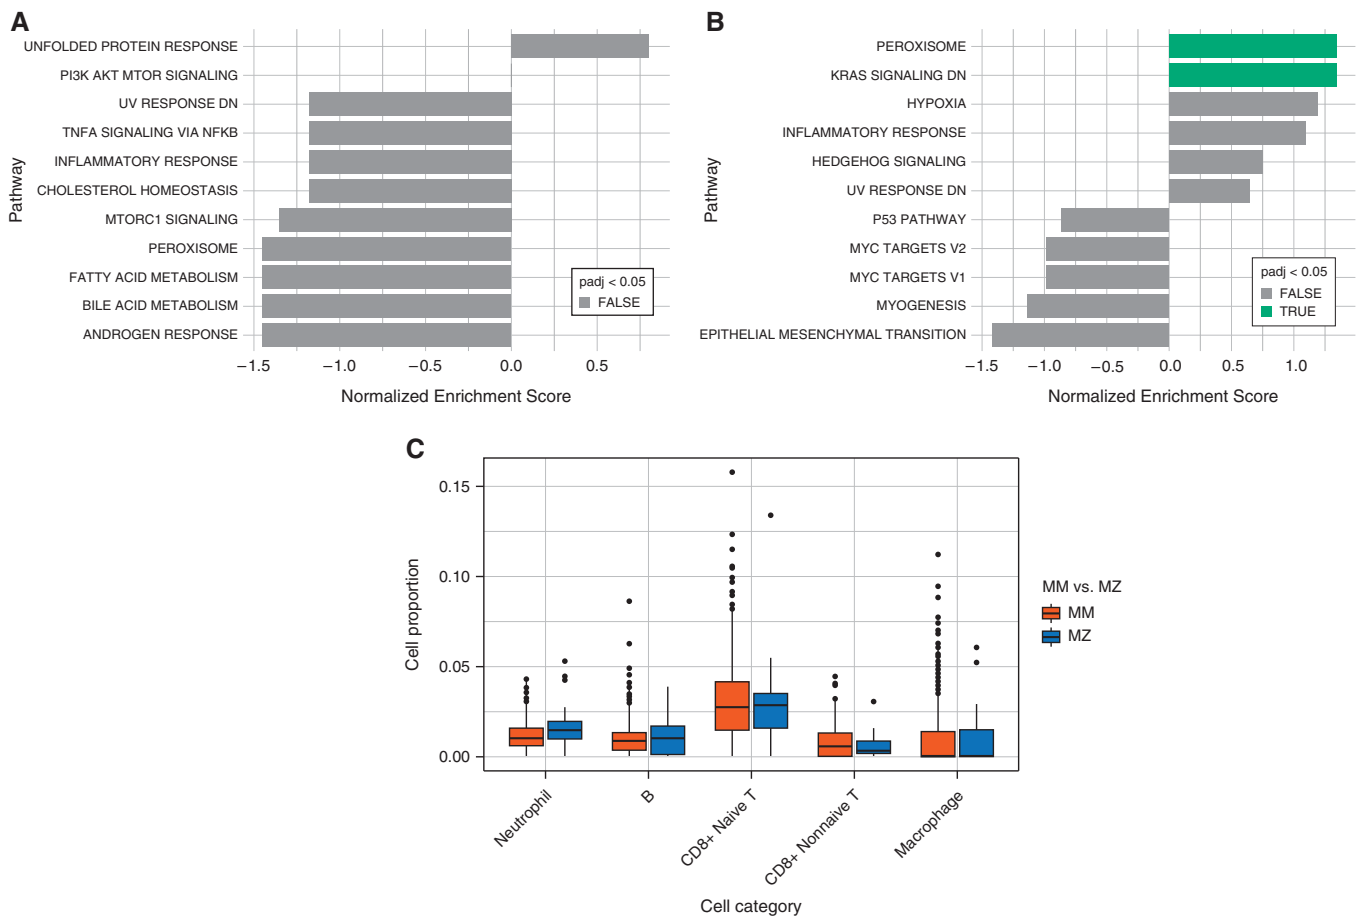 A
UNFOLDED PROTEIN RESPONSE
PI3K AKT MTOR SIGNALING
UV RESPONSE DN
TNFA SIGNALING VIA NFKB
INFLAMMATORY RESPONSE
CHOLESTEROL HOMEOSTASIS
MTORC1 SIGNALING
PEROXISOME
FATTY ACID METABOLISM
BILE ACID METABOLISM
ANDROGEN RESPONSE
Pathway
padj < 0.05
FALSE
−1.5 −1.0 −0.5 0.0 0.5
Normalized Enrichment Score
B
PEROXISOME
KRAS SIGNALING DN
HYPOXIA
INFLAMMATORY RESPONSE
HEDGEHOG SIGNALING
UV RESPONSE DN
P53 PATHWAY
MYC TARGETS V2
MYC TARGETS V1
MYOGENESIS
EPITHELIAL MESENCHYMAL TRANSITION
Pathway
padj < 0.05
FALSE
TRUE
−1.5 −1.0 −0.5 0.0 0.5 1.0
Normalized Enrichment Score
C
0.15
0.10
0.05
0.00
Cell proportion
Neutrophil
B
CD8+ Naive T
CD8+ Nonnaive T
Macrophage
Cell category
MM vs. MZ
MM
MZ